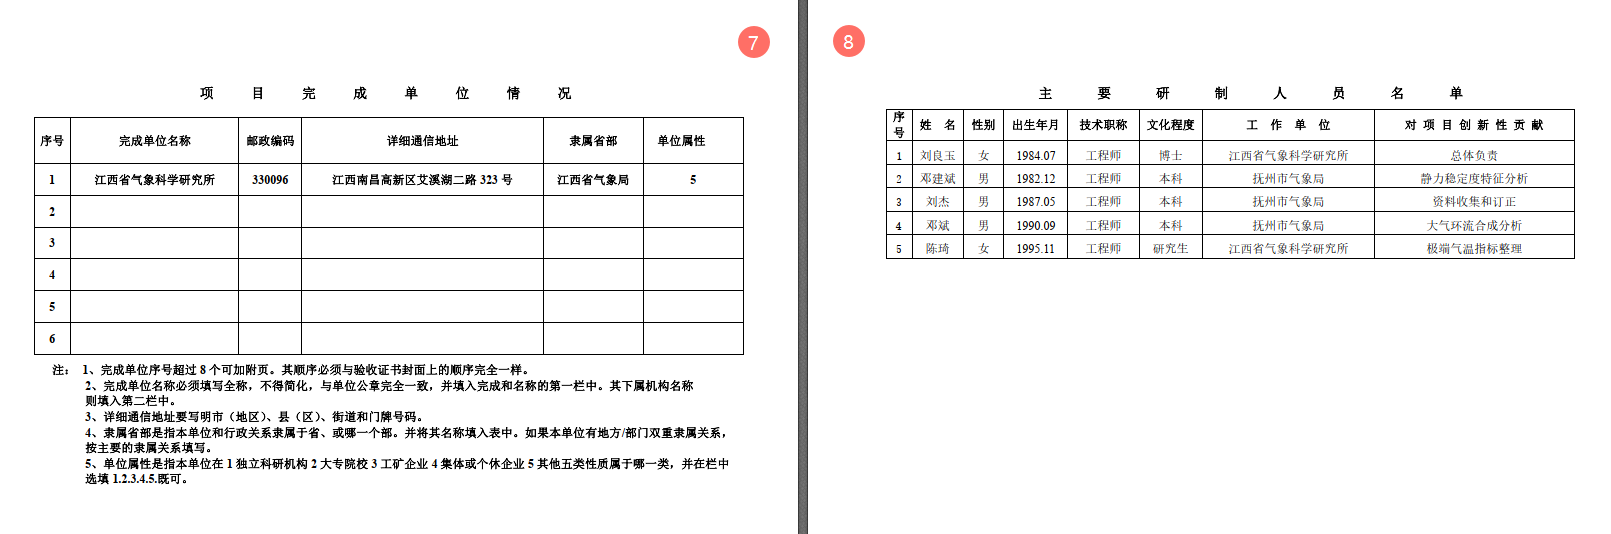 7
项 目 完 成 单 位 情 况
序号 完成单位名称 邮政编码 详细通信地址 隶属省部 单位属性
1 江西省气象科学研究所 330096 江西南昌高新区艾溪湖二路 323 号 江西省气象局 5
2
3
4
5
6
注： 1、完成单位序号超过 8 个可加附页。其顺序必须与验收证书封面上的顺序完全一样。
2、完成单位名称必须填写全称，不得简化，与单位公章完全一致，并填入完成和名称的第一栏中。其下属机构名称
则填入第二栏中。
3、详细通信地址要写明市（地区）、县（区）、街道和门牌号码。
4、隶属省部是指本单位和行政关系隶属于省、或哪一个部。并将其名称填入表中。如果本单位有地方/部门双重隶属关系，
按主要的隶属关系填写。
5、单位属性是指本单位在 1 独立科研机构 2 大专院校 3 工矿企业 4 集体或个休企业 5 其他五类性质属于哪一类，并在栏中
选填 1.2.3.4.5.既可。
8
主 要 研 制 人 员 名 单
序号 姓 名 性别 出生年月 技术职称 文化程度 工 作 单 位 对 项 目 创 新 性 贡 献
1 刘良玉 女 1984.07 工程师 博士 江西省气象科学研究所 总体负责
2 邓建斌 男 1982.12 工程师 本科 抚州市气象局 静力稳定度特征分析
3 刘杰 男 1987.05 工程师 本科 抚州市气象局 资料收集和订正
4 邓斌 男 1990.09 工程师 本科 抚州市气象局 大气环流合成分析
5 陈琦 女 1995.11 工程师 研究生 江西省气象科学研究所 极端气温指标整理